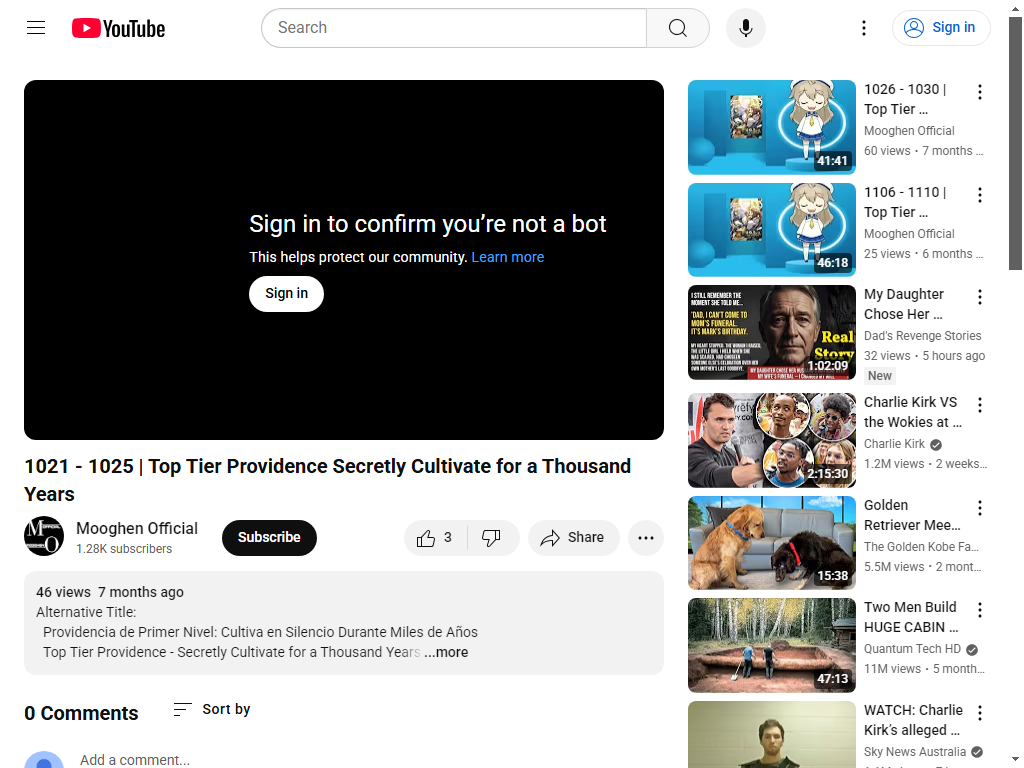 YouTube
Search
Sign in
Sign in to confirm you’re not a bot
This helps protect our community. Learn more
Sign in
1021 - 1025 | Top Tier Providence Secretly Cultivate for a Thousand
Years
Mooghen Official
1.28K subscribers
Subscribe
3
Share
46 views 7 months ago
Alternative Title:
Providencia de Primer Nivel: Cultiva en Silencio Durante Miles de Años
Top Tier Providence - Secretly Cultivate for a Thousand Years ...more
0 Comments
Sort by
Add a comment...
41:41
1026 - 1030 |
Top Tier ...
Mooghen Official
60 views • 7 months ...
46:18
1106 - 1110 |
Top Tier ...
Mooghen Official
25 views • 6 months ...
I STILL REMEMBER THE
MOMENT SHE TOLD ME...
'DAD, I CAN'T COME TO
MOM'S FUNERAL.
IT'S MARK'S BIRTHDAY.
Real
Story
1:02:09
My Daughter
Chose Her ...
Dad's Revenge Stories
32 views • 5 hours ago
New
2:15:30
Charlie Kirk VS
the Wokies at ...
Charlie Kirk
1.2M views • 2 weeks...
15:38
Golden
Retriever Mee...
The Golden Kobe Fa...
5.5M views • 2 mont...
47:13
Two Men Build
HUGE CABIN ...
Quantum Tech HD
11M views • 5 month...
WATCH: Charlie
Kirk’s alleged ...
Sky News Australia